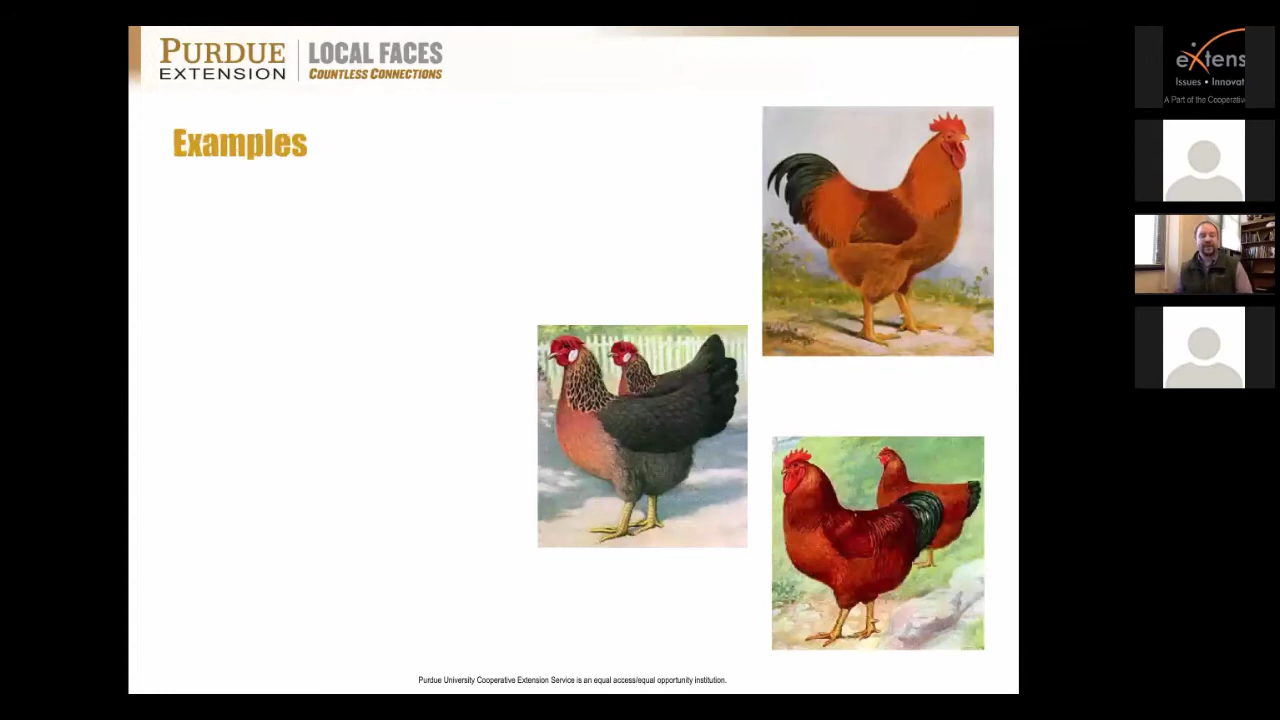 PURDUE
EXTENSION
LOCAL FACES
COUNTLESS CONNECTIONS
Examples
Purdue University Cooperative Extension Service is an equal access/equal opportunity institution.
eXtens
Issues • Innovat
A Part of the Cooperativ